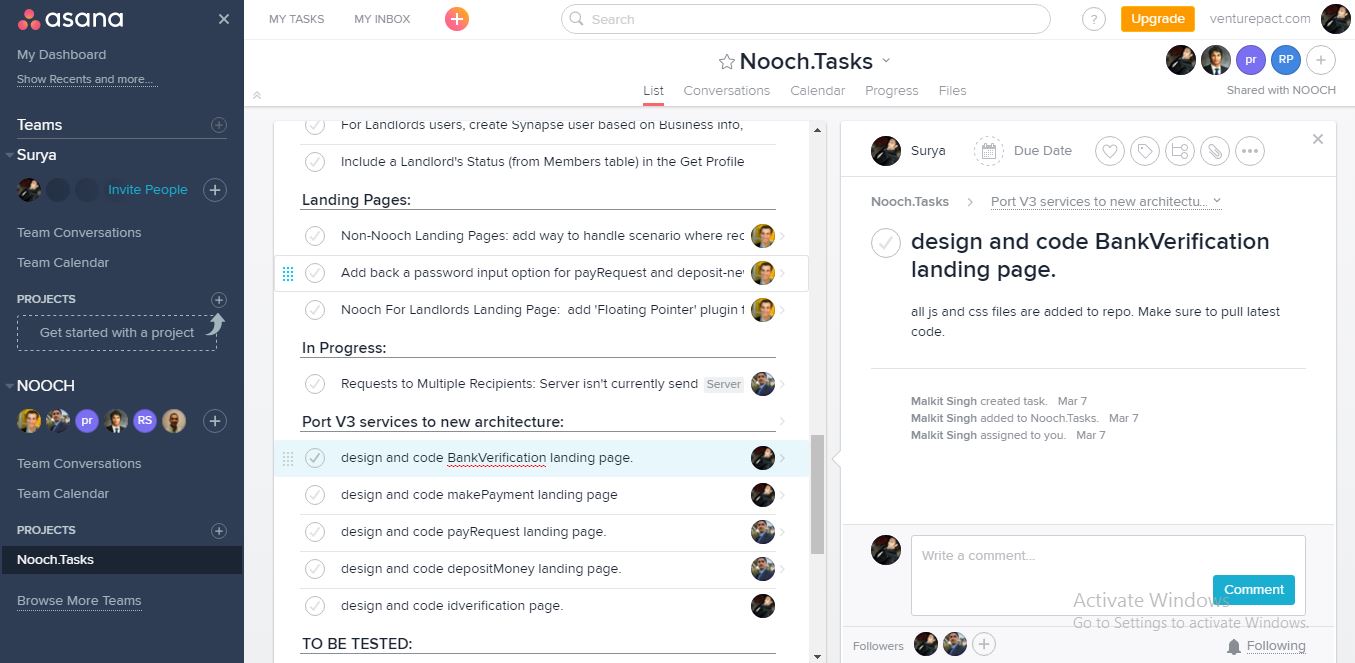 asana
My Dashboard
Show Recents and more...
Teams
Surya
Invite People
Team Conversations
Team Calendar
PROJECTS
Get started with a project
NOOCH
pr
RS
Team Conversations
Team Calendar
PROJECTS
Nooch.Tasks
Browse More Teams
MY TASKS
MY INBOX
Search
?
Upgrade
venturepact.com
Nooch.Tasks
pr
RP
List
Conversations
Calendar
Progress
Files
Shared with NOOCH
For Landlords users, create Synapse user based on Business info,
Include a Landlord's Status (from Members table) in the Get Profile
Landing Pages:
Non-Nooch Landing Pages: add way to handle scenario where rec
Add back a password input option for payRequest and deposit-ne
Nooch For Landlords Landing Page: add 'Floating Pointer' plugin
In Progress:
Requests to Multiple Recipients: Server isn't currently send Server
Port V3 services to new architecture:
design and code BankVerification landing page.
design and code makePayment landing page
design and code payRequest landing page.
design and code depositMoney landing page.
design and code idverification page.
TO BE TESTED:
Surya
Due Date
Nooch.Tasks
Port V3 services to new architectu...
design and code BankVerification
landing page.
all js and css files are added to repo. Make sure to pull latest
code.
Malkit Singh created task. Mar 7
Malkit Singh added to Nooch.Tasks. Mar 7
Malkit Singh assigned to you. Mar 7
Write a comment...
Comment
Activate Windows
Go to Settings to activate Windows.
Followers
Following